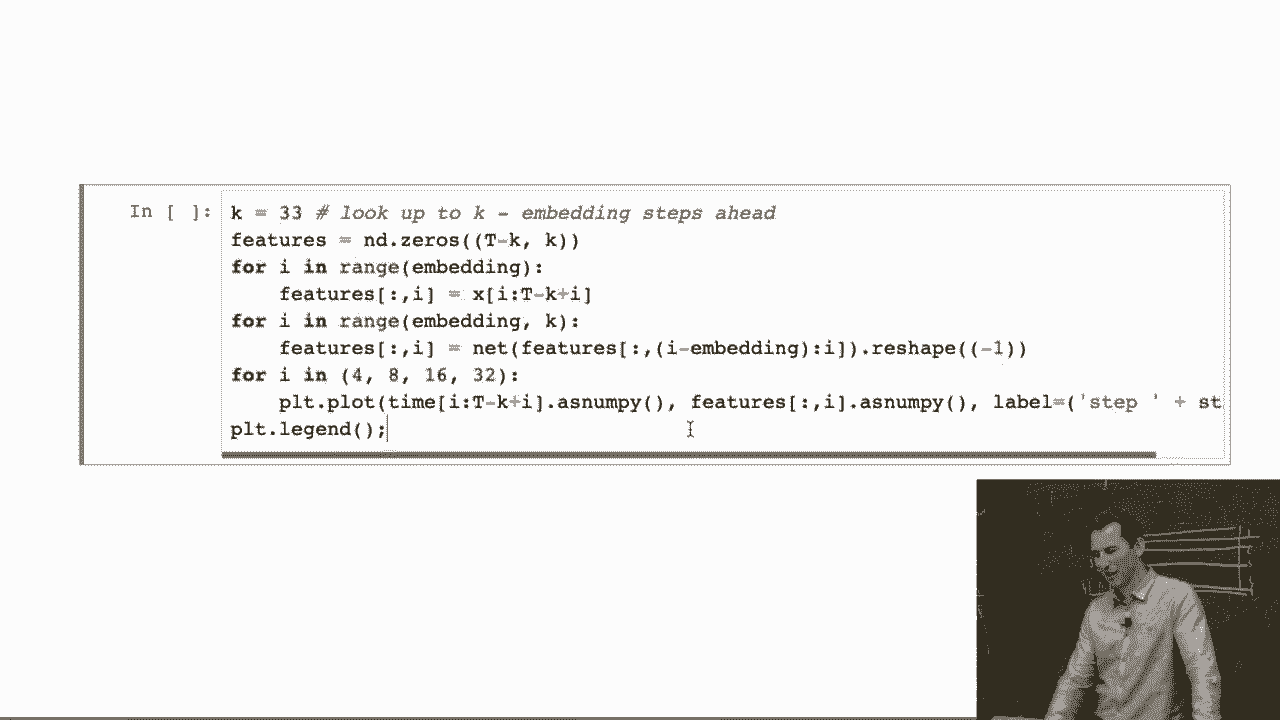 In [ ]: k = 33 # look up to k - embedding steps ahead
features = nd.zeros((T-k, k))
for i in range(embedding):
    features[:,i] = x[i:T-k+i]
for i in range(embedding, k):
    features[:,i] = net(features[:,(i-embedding):i]).reshape((-1))
for i in (4, 8, 16, 32):
    plt.plot(time[i:T-k+i].asnumpy(), features[:,i].asnumpy(), label=('step ' + st
plt.legend();